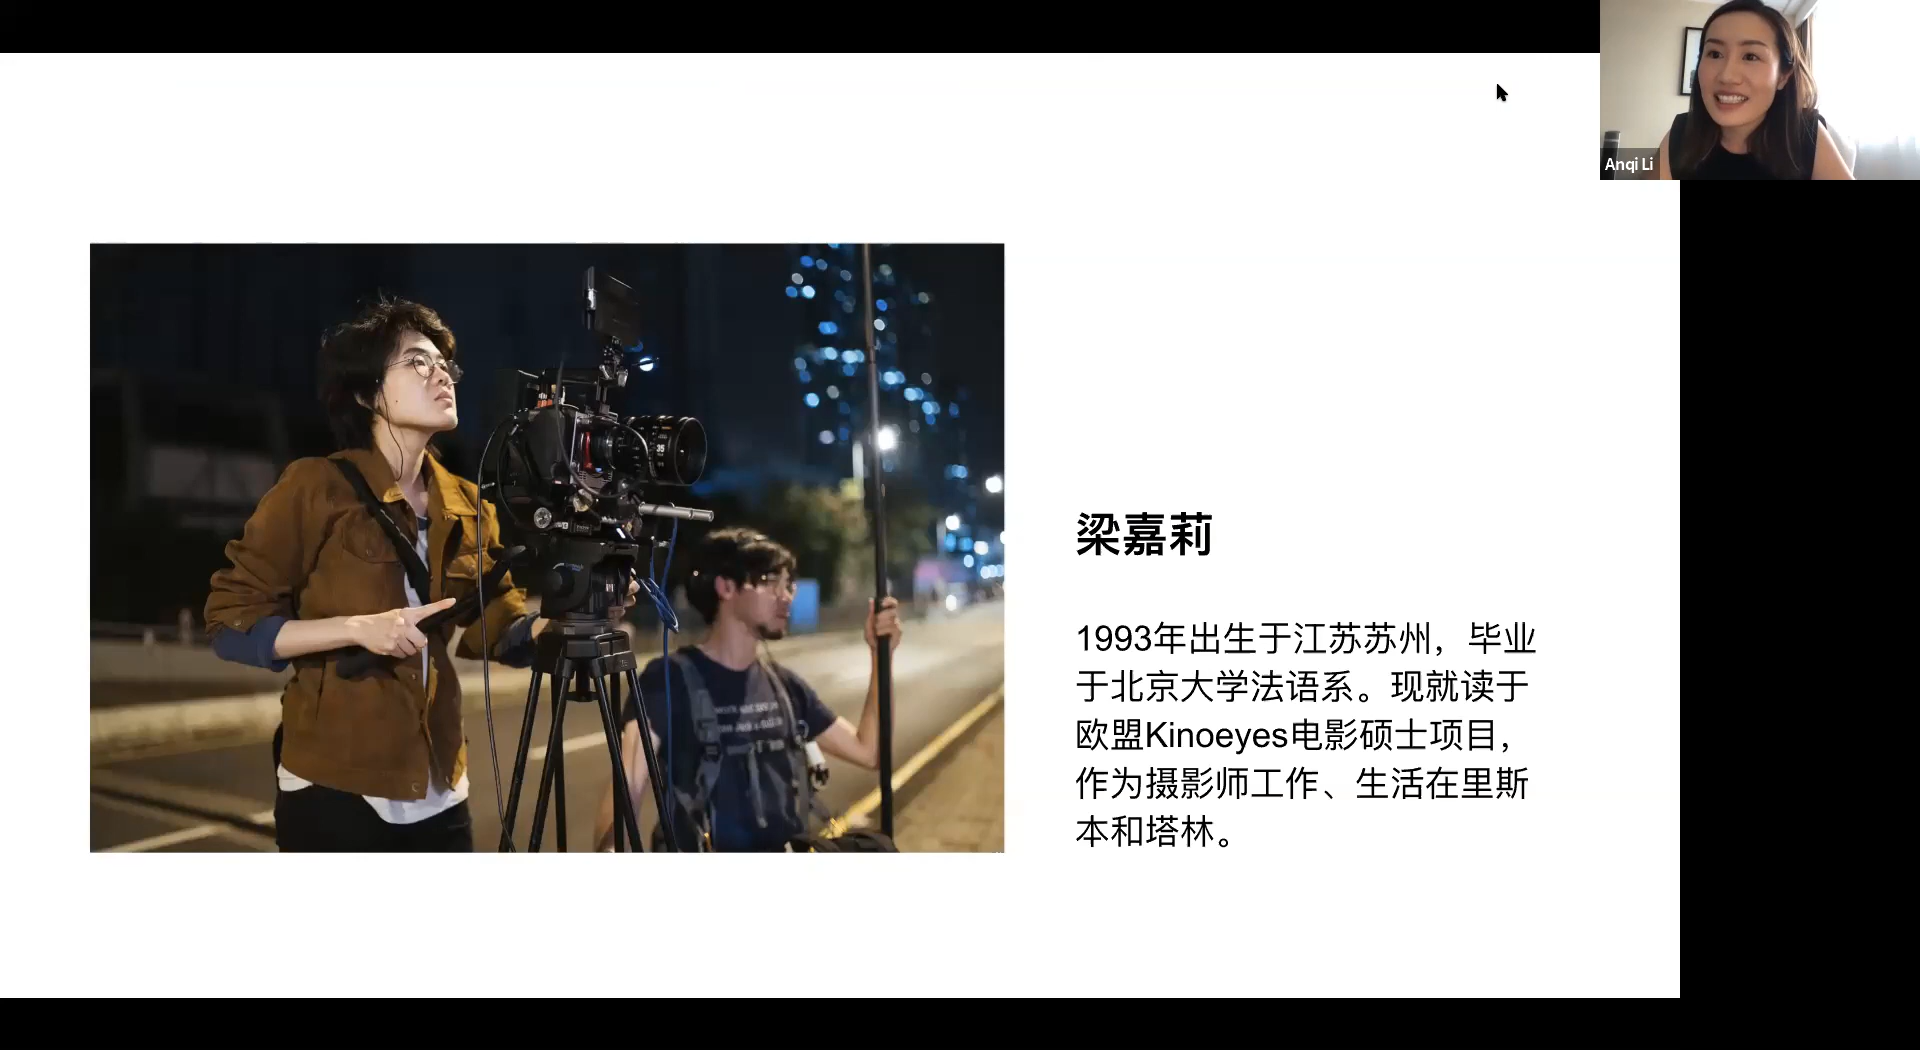 Anqi Li
35
梁嘉莉
1993年出生于江苏苏州，毕业
于北京大学法语系。现就读于
欧盟Kinoeyes电影硕士项目，
作为摄影师工作、生活在里斯
本和塔林。